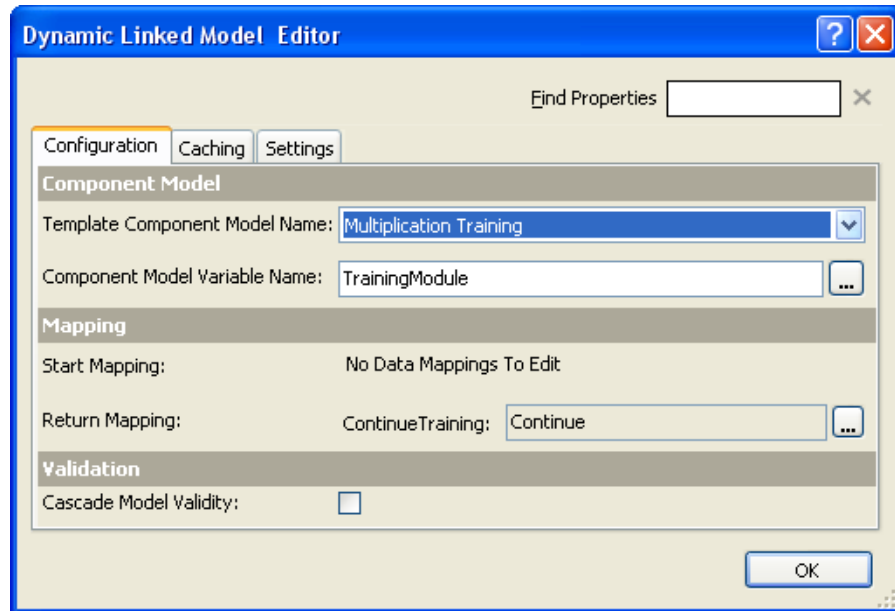 Dynamic Linked Model Editor
Find Properties
Configuration Caching Settings
Component Model
Template Component Model Name: Multiplication Training
Component Model Variable Name: TrainingModule ...
Mapping
Start Mapping: No Data Mappings To Edit
Return Mapping: ContinueTraining: Continue ...
Validation
Cascade Model Validity:
OK